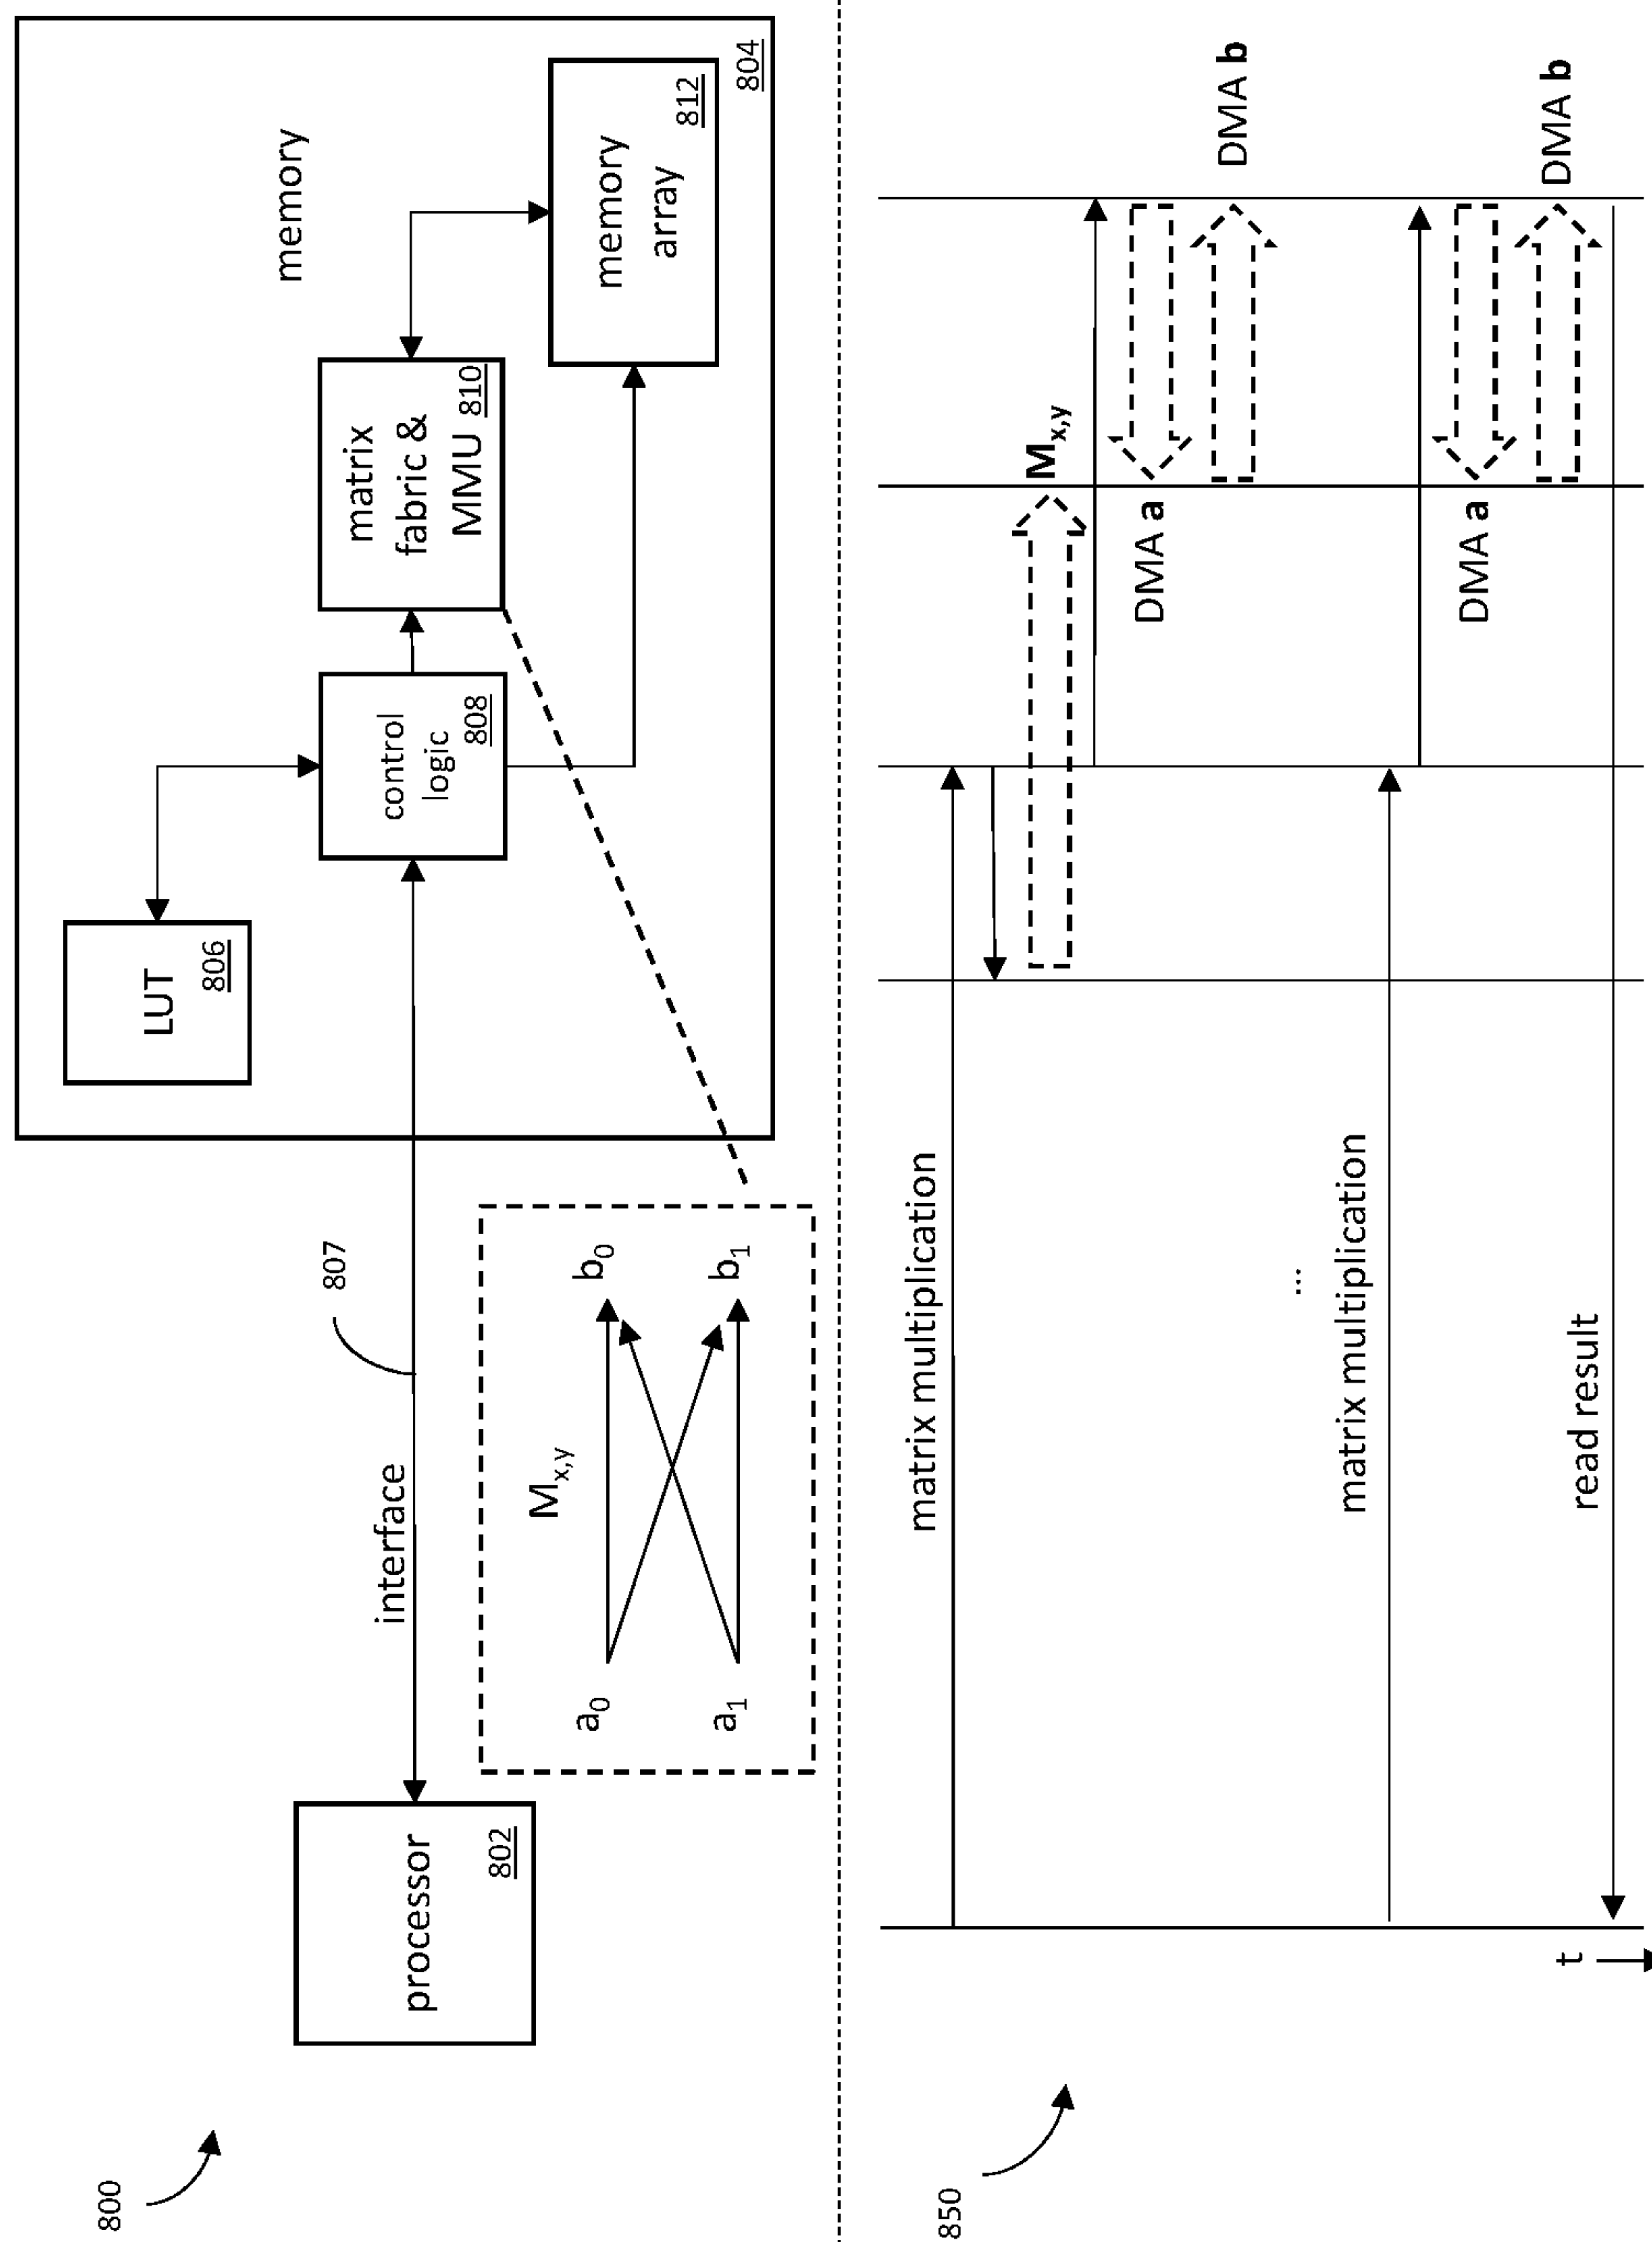 800
memory
LUT
806
control
logic
808
matrix
fabric &
MMU
810
memory
array
812
804
processor
802
interface
807
Mx,y
a0
b0
a1
b1
850
matrix multiplication
Mx,y
DMA a
DMA b
...
matrix multiplication
DMA a
DMA b
read result
t